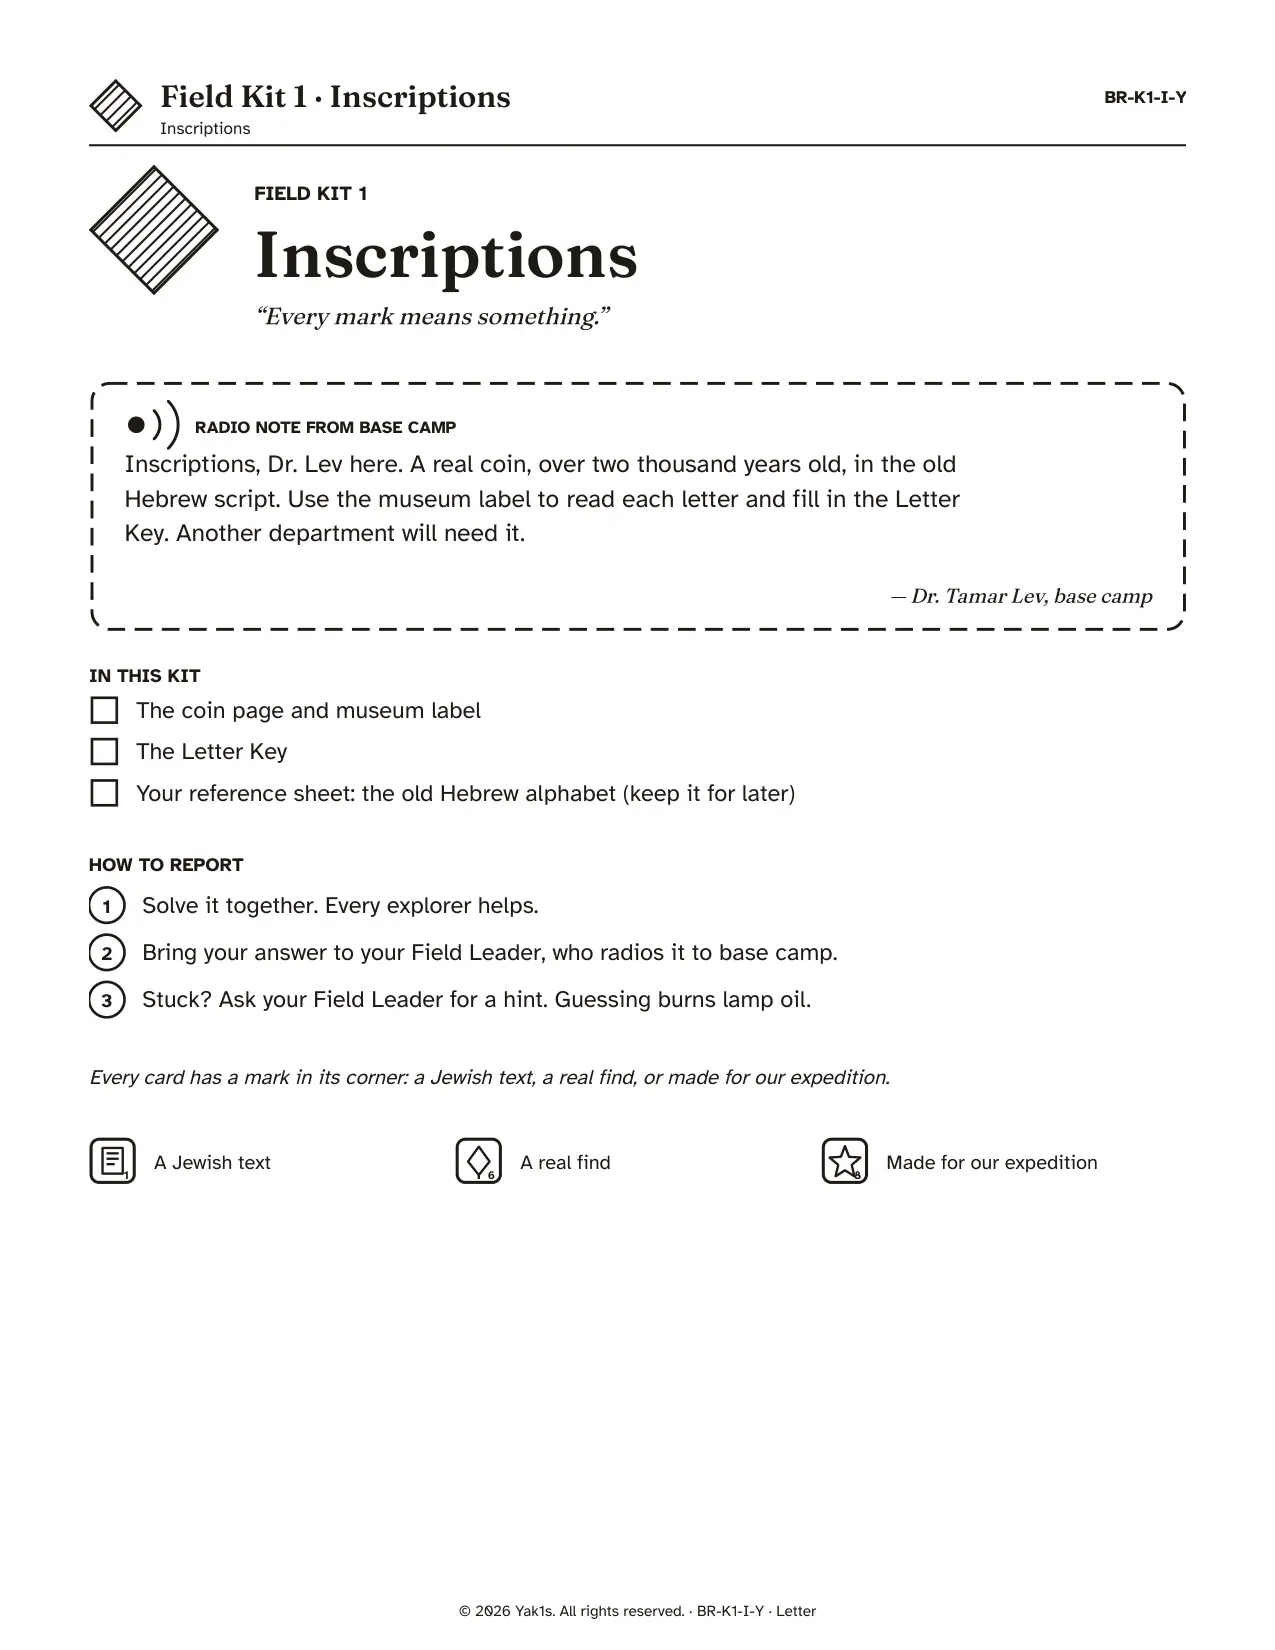 Field Kit 1 · Inscriptions
BR-K1-I-Y
Inscriptions
FIELD KIT 1
Inscriptions
“Every mark means something.”
RADIO NOTE FROM BASE CAMP
Inscriptions, Dr. Lev here. A real coin, over two thousand years old, in the old
Hebrew script. Use the museum label to read each letter and fill in the Letter
Key. Another department will need it.
— Dr. Tamar Lev, base camp
IN THIS KIT
The coin page and museum label
The Letter Key
Your reference sheet: the old Hebrew alphabet (keep it for later)
HOW TO REPORT
1 Solve it together. Every explorer helps.
2 Bring your answer to your Field Leader, who radios it to base camp.
3 Stuck? Ask your Field Leader for a hint. Guessing burns lamp oil.
Every card has a mark in its corner: a Jewish text, a real find, or made for our expedition.
1 A Jewish text
6 A real find
8 Made for our expedition
© 2026 Yak1s. All rights reserved. · BR-K1-I-Y · Letter